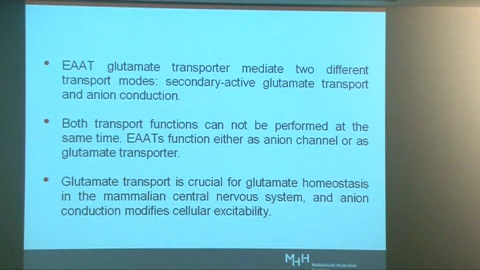 • EAAT glutamate transporter mediate two different
transport modes: secondary-active glutamate transport
and anion conduction.
• Both transport functions can not be performed at the
same time. EAATs function either as anion channel or as
glutamate transporter.
• Glutamate transport is crucial for glutamate homeostasis
in the mammalian central nervous system, and anion
conduction modifies cellular excitability.
MHH
Medizinische Hochschule